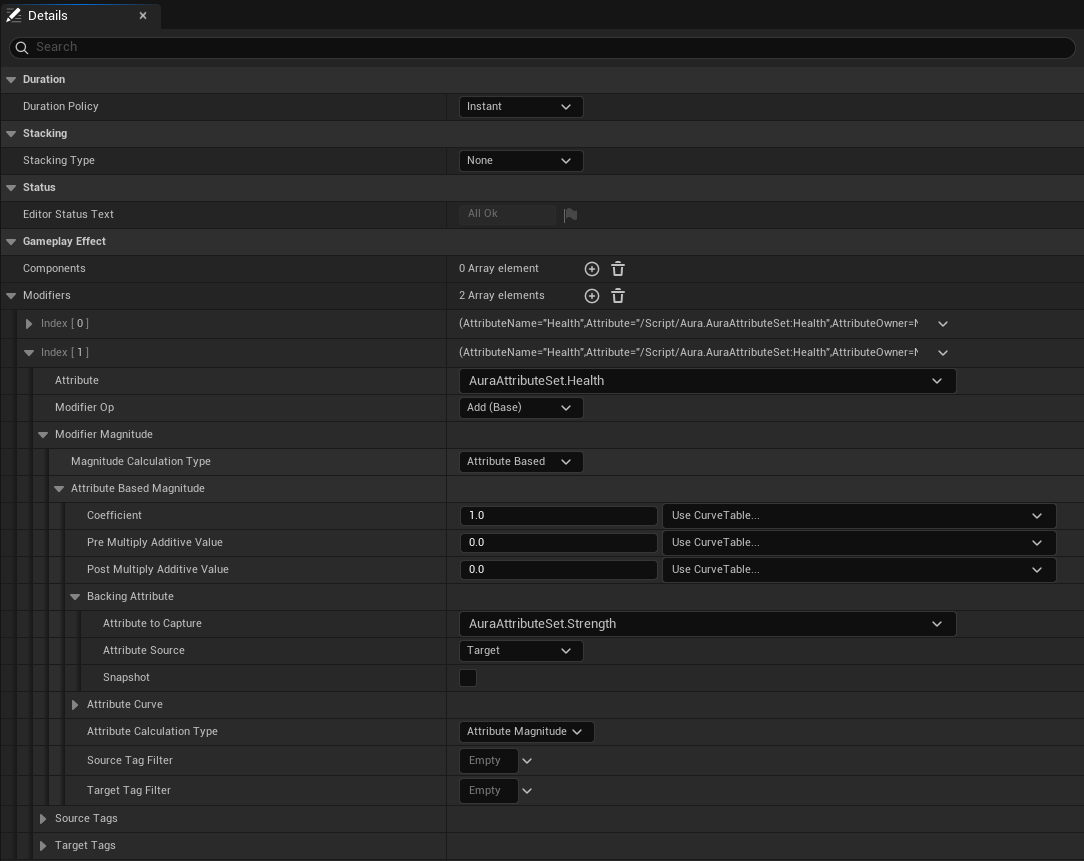 Details
Search
Duration
Duration Policy Instant
Stacking
Stacking Type None
Status
Editor Status Text All Ok
Gameplay Effect
Components 0 Array element
Modifiers 2 Array elements
Index [ 0 ] (AttributeName="Health",Attribute="/Script/Aura.AuraAttributeSet:Health",AttributeOwner=
Index [ 1 ] (AttributeName="Health",Attribute="/Script/Aura.AuraAttributeSet:Health",AttributeOwner=
Attribute AuraAttributeSet.Health
Modifier Op Add (Base)
Modifier Magnitude
Magnitude Calculation Type Attribute Based
Attribute Based Magnitude
Coefficient 1.0 Use CurveTable...
Pre Multiply Additive Value 0.0 Use CurveTable...
Post Multiply Additive Value 0.0 Use CurveTable...
Backing Attribute
Attribute to Capture AuraAttributeSet.Strength
Attribute Source Target
Snapshot
Attribute Curve
Attribute Calculation Type Attribute Magnitude
Source Tag Filter Empty
Target Tag Filter Empty
Source Tags
Target Tags